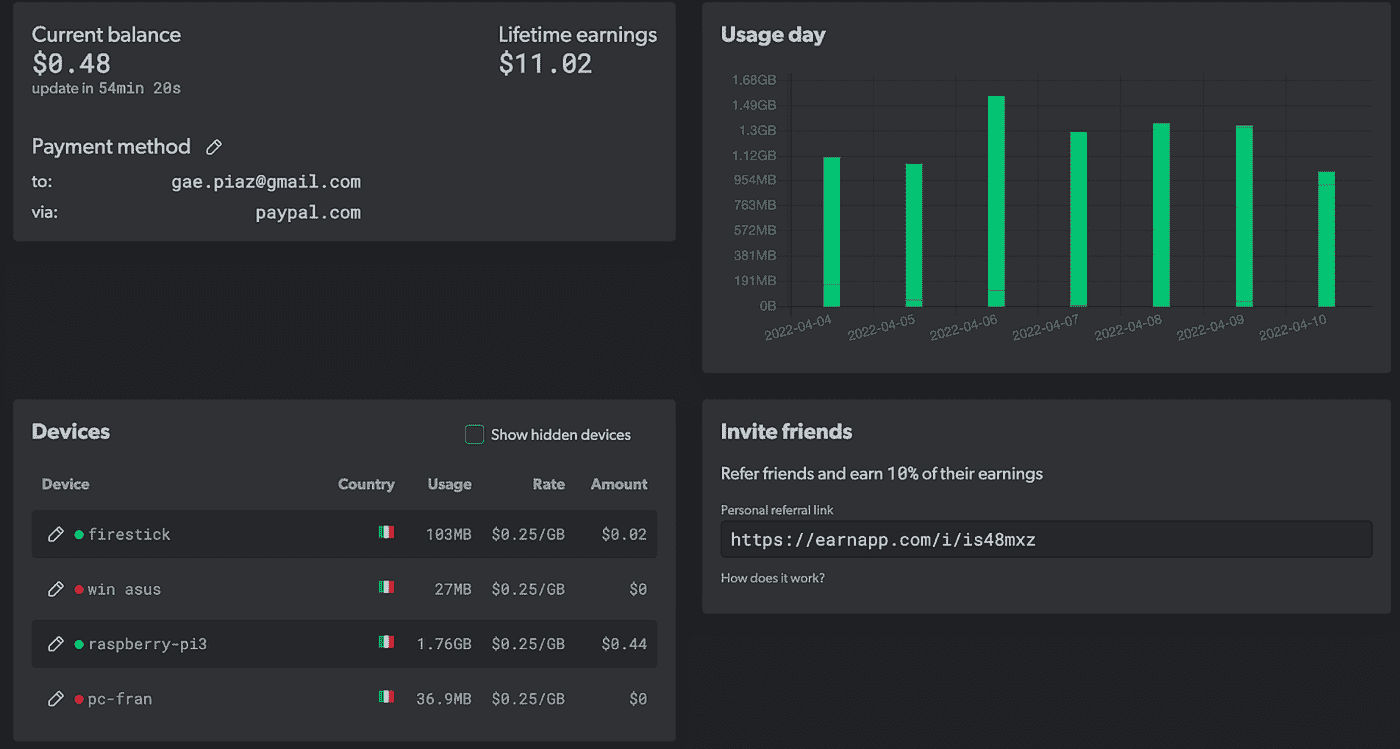 Current balance
$0.48
update in 54min 20s
Lifetime earnings
$11.02
Payment method
to: gae.piaz@gmail.com
via: paypal.com
Usage day
1.68GB
1.49GB
1.3GB
1.12GB
954MB
763MB
572MB
381MB
191MB
0B
2022-04-04 2022-04-05 2022-04-06 2022-04-07 2022-04-08 2022-04-09 2022-04-10
Devices
Show hidden devices
Device Country Usage Rate Amount
firestick 103MB $0.25/GB $0.02
win asus 27MB $0.25/GB $0
raspberry-pi3 1.76GB $0.25/GB $0.44
pc-fran 36.9MB $0.25/GB $0
Invite friends
Refer friends and earn 10% of their earnings
Personal referral link
https://earnapp.com/i/is48mxz
How does it work?